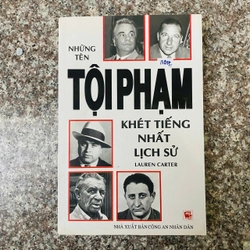 NHỮNG TÊN
TỘI PHẠM
KHÉT TIẾNG
NHẤT
LỊCH SỬ
LAUREN CARTER
NHÀ XUẤT BẢN CÔNG AN NHÂN DÂN